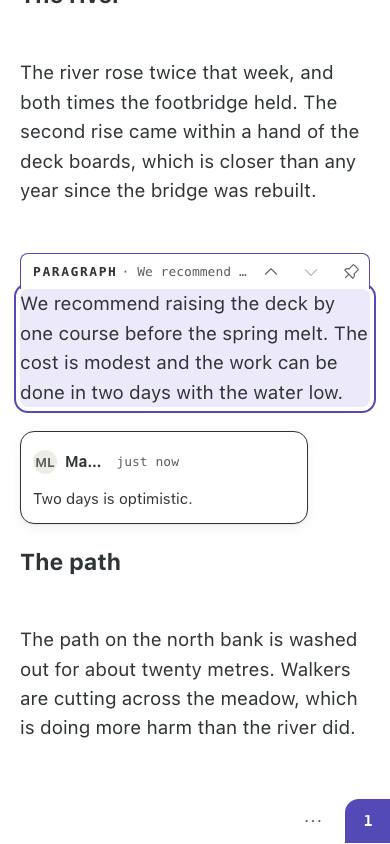 The river
The river rose twice that week, and
both times the footbridge held. The
second rise came within a hand of the
deck boards, which is closer than any
year since the bridge was rebuilt.
PARAGRAPH · We recommend …
We recommend raising the deck by
one course before the spring melt. The
cost is modest and the work can be
done in two days with the water low.
ML Ma... just now
Two days is optimistic.
The path
The path on the north bank is washed
out for about twenty metres. Walkers
are cutting across the meadow, which
is doing more harm than the river did.
... 1